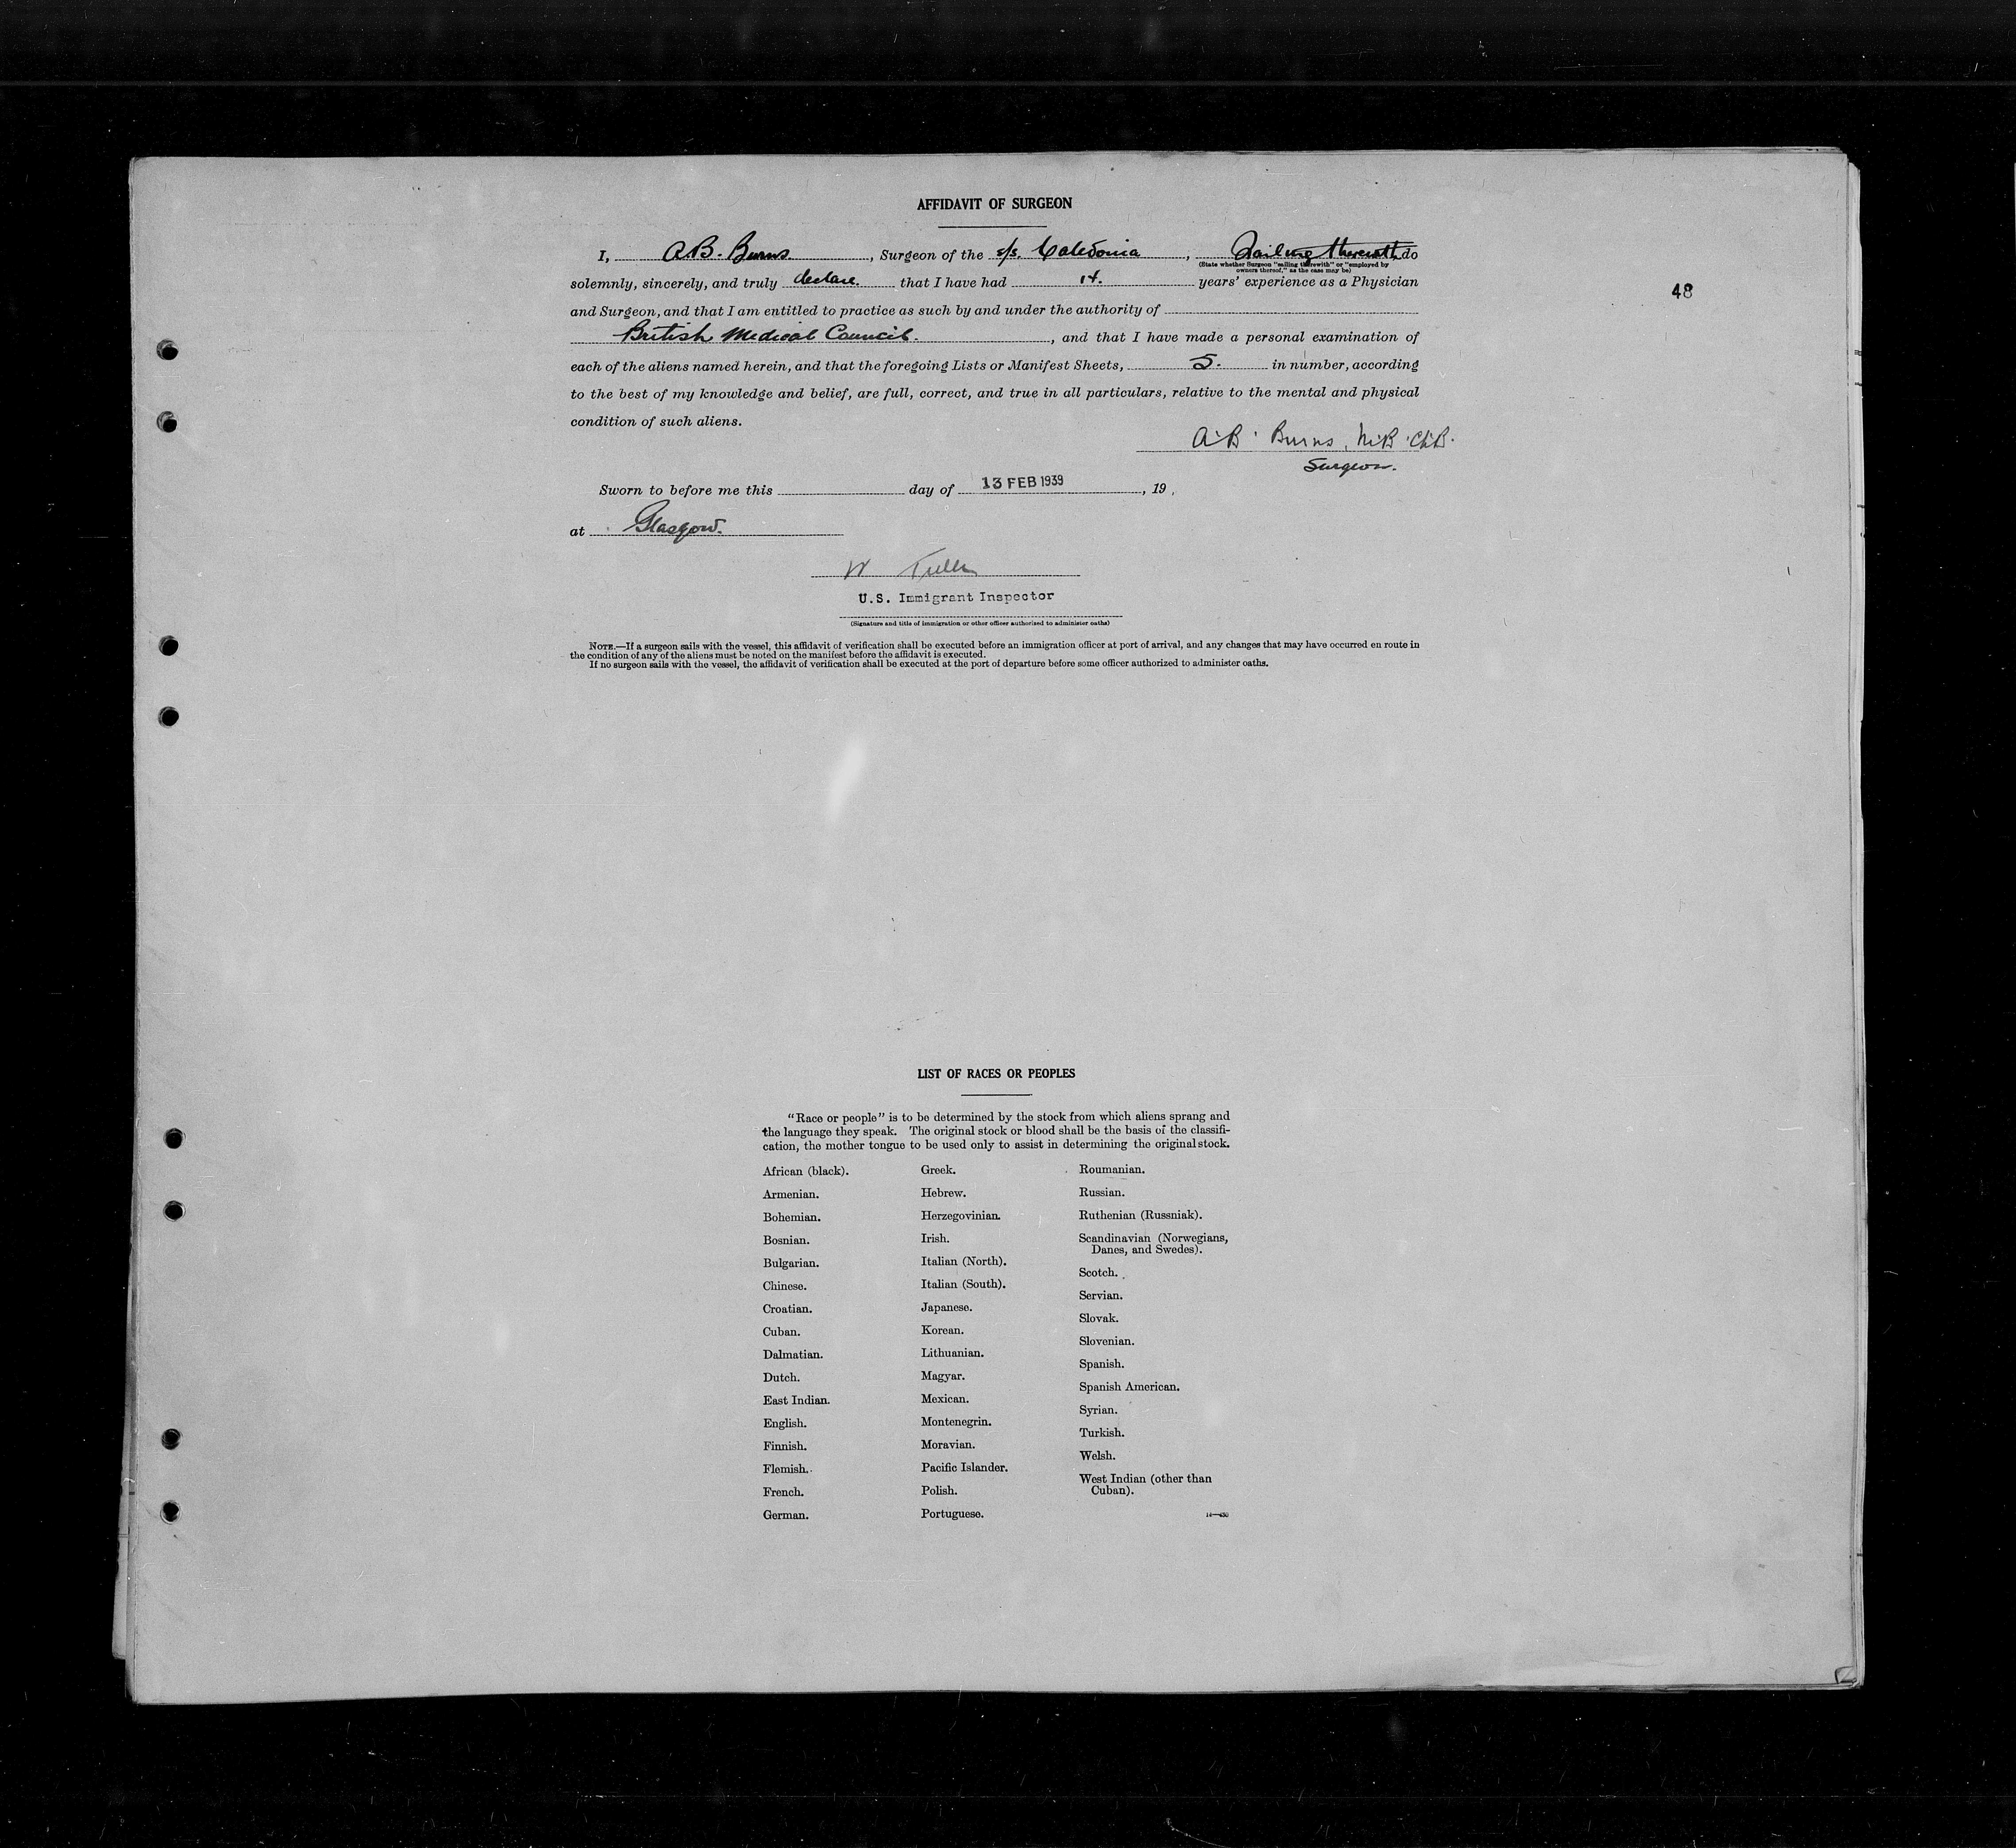 AFFIDAVIT OF SURGEON
I, A.B. Burns, Surgeon of the s/s. Caledonia, Sailing therewith, do
(State whether Surgeon "sailing therewith" or "employed by
owners thereof," as the case may be)
solemnly, sincerely, and truly declare. that I have had 14. years' experience as a Physician
48
and Surgeon, and that I am entitled to practice as such by and under the authority of
British Medical Council., and that I have made a personal examination of
each of the aliens named herein, and that the foregoing Lists or Manifest Sheets, 5. in number, according
to the best of my knowledge and belief, are full, correct, and true in all particulars, relative to the mental and physical
condition of such aliens.
A.B. Burns, M.B. Ch.B.
Surgeon.
Sworn to before me this day of 13 FEB 1939, 19 ,
at Glasgow.
W
U.S. Immigrant Inspector
(Signature and title of immigration or other officer authorized to administer oaths)
NOTE.—If a surgeon sails with the vessel, this affidavit of verification shall be executed before an immigration officer at port of arrival, and any changes that may have occurred en route in
the condition of any of the aliens must be noted on the manifest before the affidavit is executed.
If no surgeon sails with the vessel, the affidavit of verification shall be executed at the port of departure before some officer authorized to administer oaths.
LIST OF RACES OR PEOPLES
"Race or people" is to be determined by the stock from which aliens sprang and
the language they speak. The original stock or blood shall be the basis of the classifi-
cation, the mother tongue to be used only to assist in determining the original stock.
African (black).
Armenian.
Bohemian.
Bosnian.
Bulgarian.
Chinese.
Croatian.
Cuban.
Dalmatian.
Dutch.
East Indian.
English.
Finnish.
Flemish.
French.
German.
Greek.
Hebrew.
Herzegovinian.
Irish.
Italian (North).
Italian (South).
Japanese.
Korean.
Lithuanian.
Magyar.
Mexican.
Montenegrin.
Moravian.
Pacific Islander.
Polish.
Portuguese.
Roumanian.
Russian.
Ruthenian (Russniak).
Scandinavian (Norwegians,
Danes, and Swedes).
Scotch.
Servian.
Slovak.
Slovenian.
Spanish.
Spanish American.
Syrian.
Turkish.
Welsh.
West Indian (other than
Cuban).